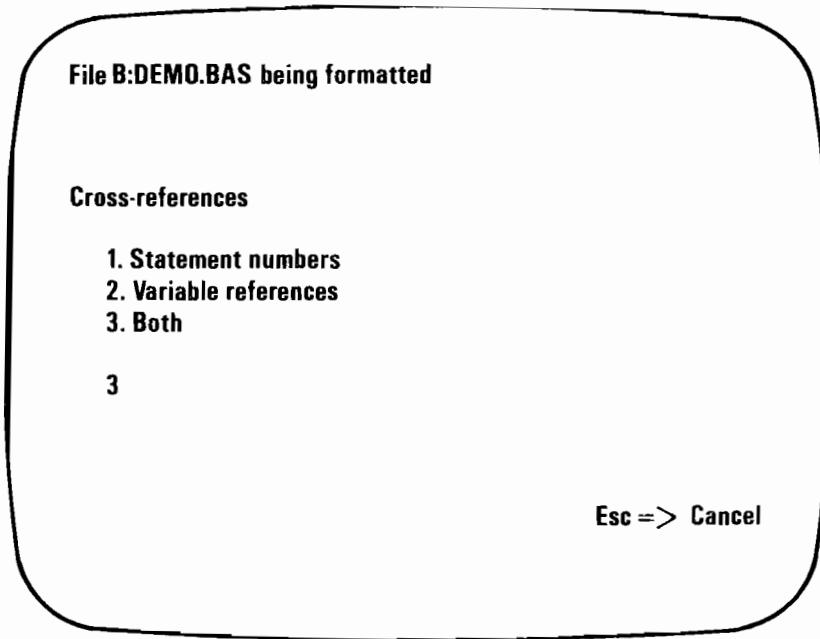 File B:DEMO.BAS being formatted
Cross-references
1. Statement numbers
2. Variable references
3. Both
3
Esc => Cancel